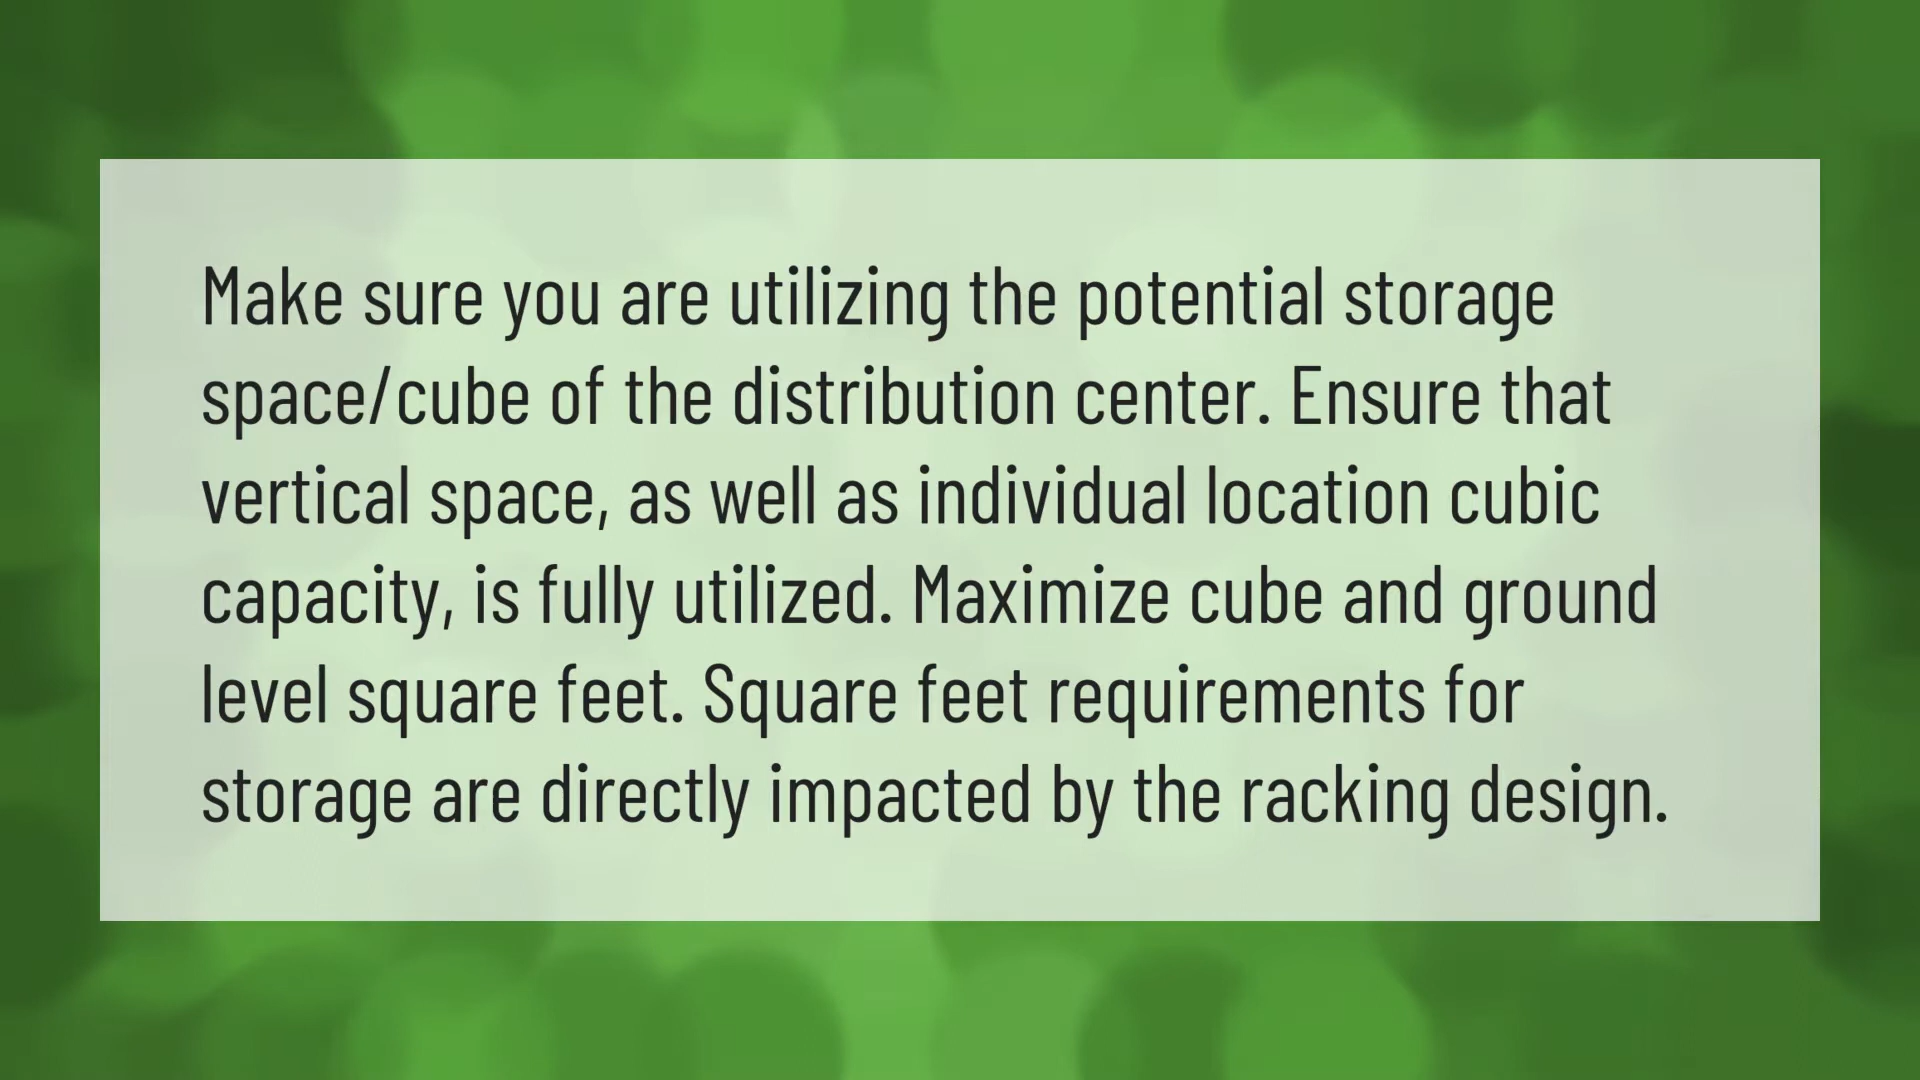 Make sure you are utilizing the potential storage
space/cube of the distribution center. Ensure that
vertical space, as well as individual location cubic
capacity, is fully utilized. Maximize cube and ground
level square feet. Square feet requirements for
storage are directly impacted by the racking design.